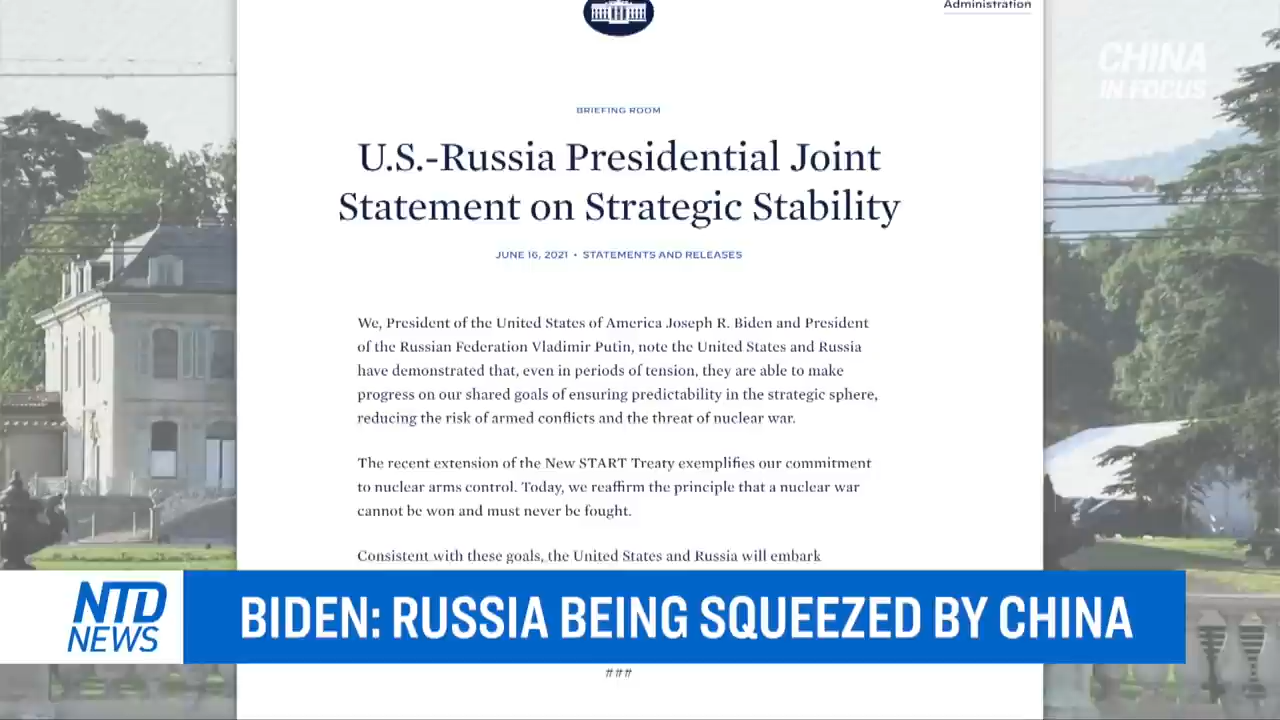 Administration
CHINA
IN FOCUS
BRIEFING ROOM
U.S.-Russia Presidential Joint
Statement on Strategic Stability
JUNE 16, 2021 • STATEMENTS AND RELEASES
We, President of the United States of America Joseph R. Biden and President
of the Russian Federation Vladimir Putin, note the United States and Russia
have demonstrated that, even in periods of tension, they are able to make
progress on our shared goals of ensuring predictability in the strategic sphere,
reducing the risk of armed conflicts and the threat of nuclear war.
The recent extension of the New START Treaty exemplifies our commitment
to nuclear arms control. Today, we reaffirm the principle that a nuclear war
cannot be won and must never be fought.
Consistent with these goals, the United States and Russia will embark
NTD
NEWS
BIDEN: RUSSIA BEING SQUEEZED BY CHINA
###